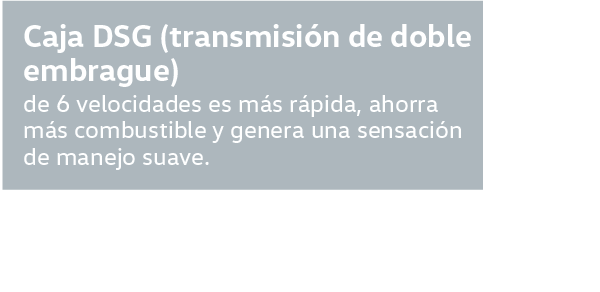 Caja DSG (transmisión de doble
embrague)
de 6 velocidades es más rápida, ahorra
más combustible y genera una sensación
de manejo suave.